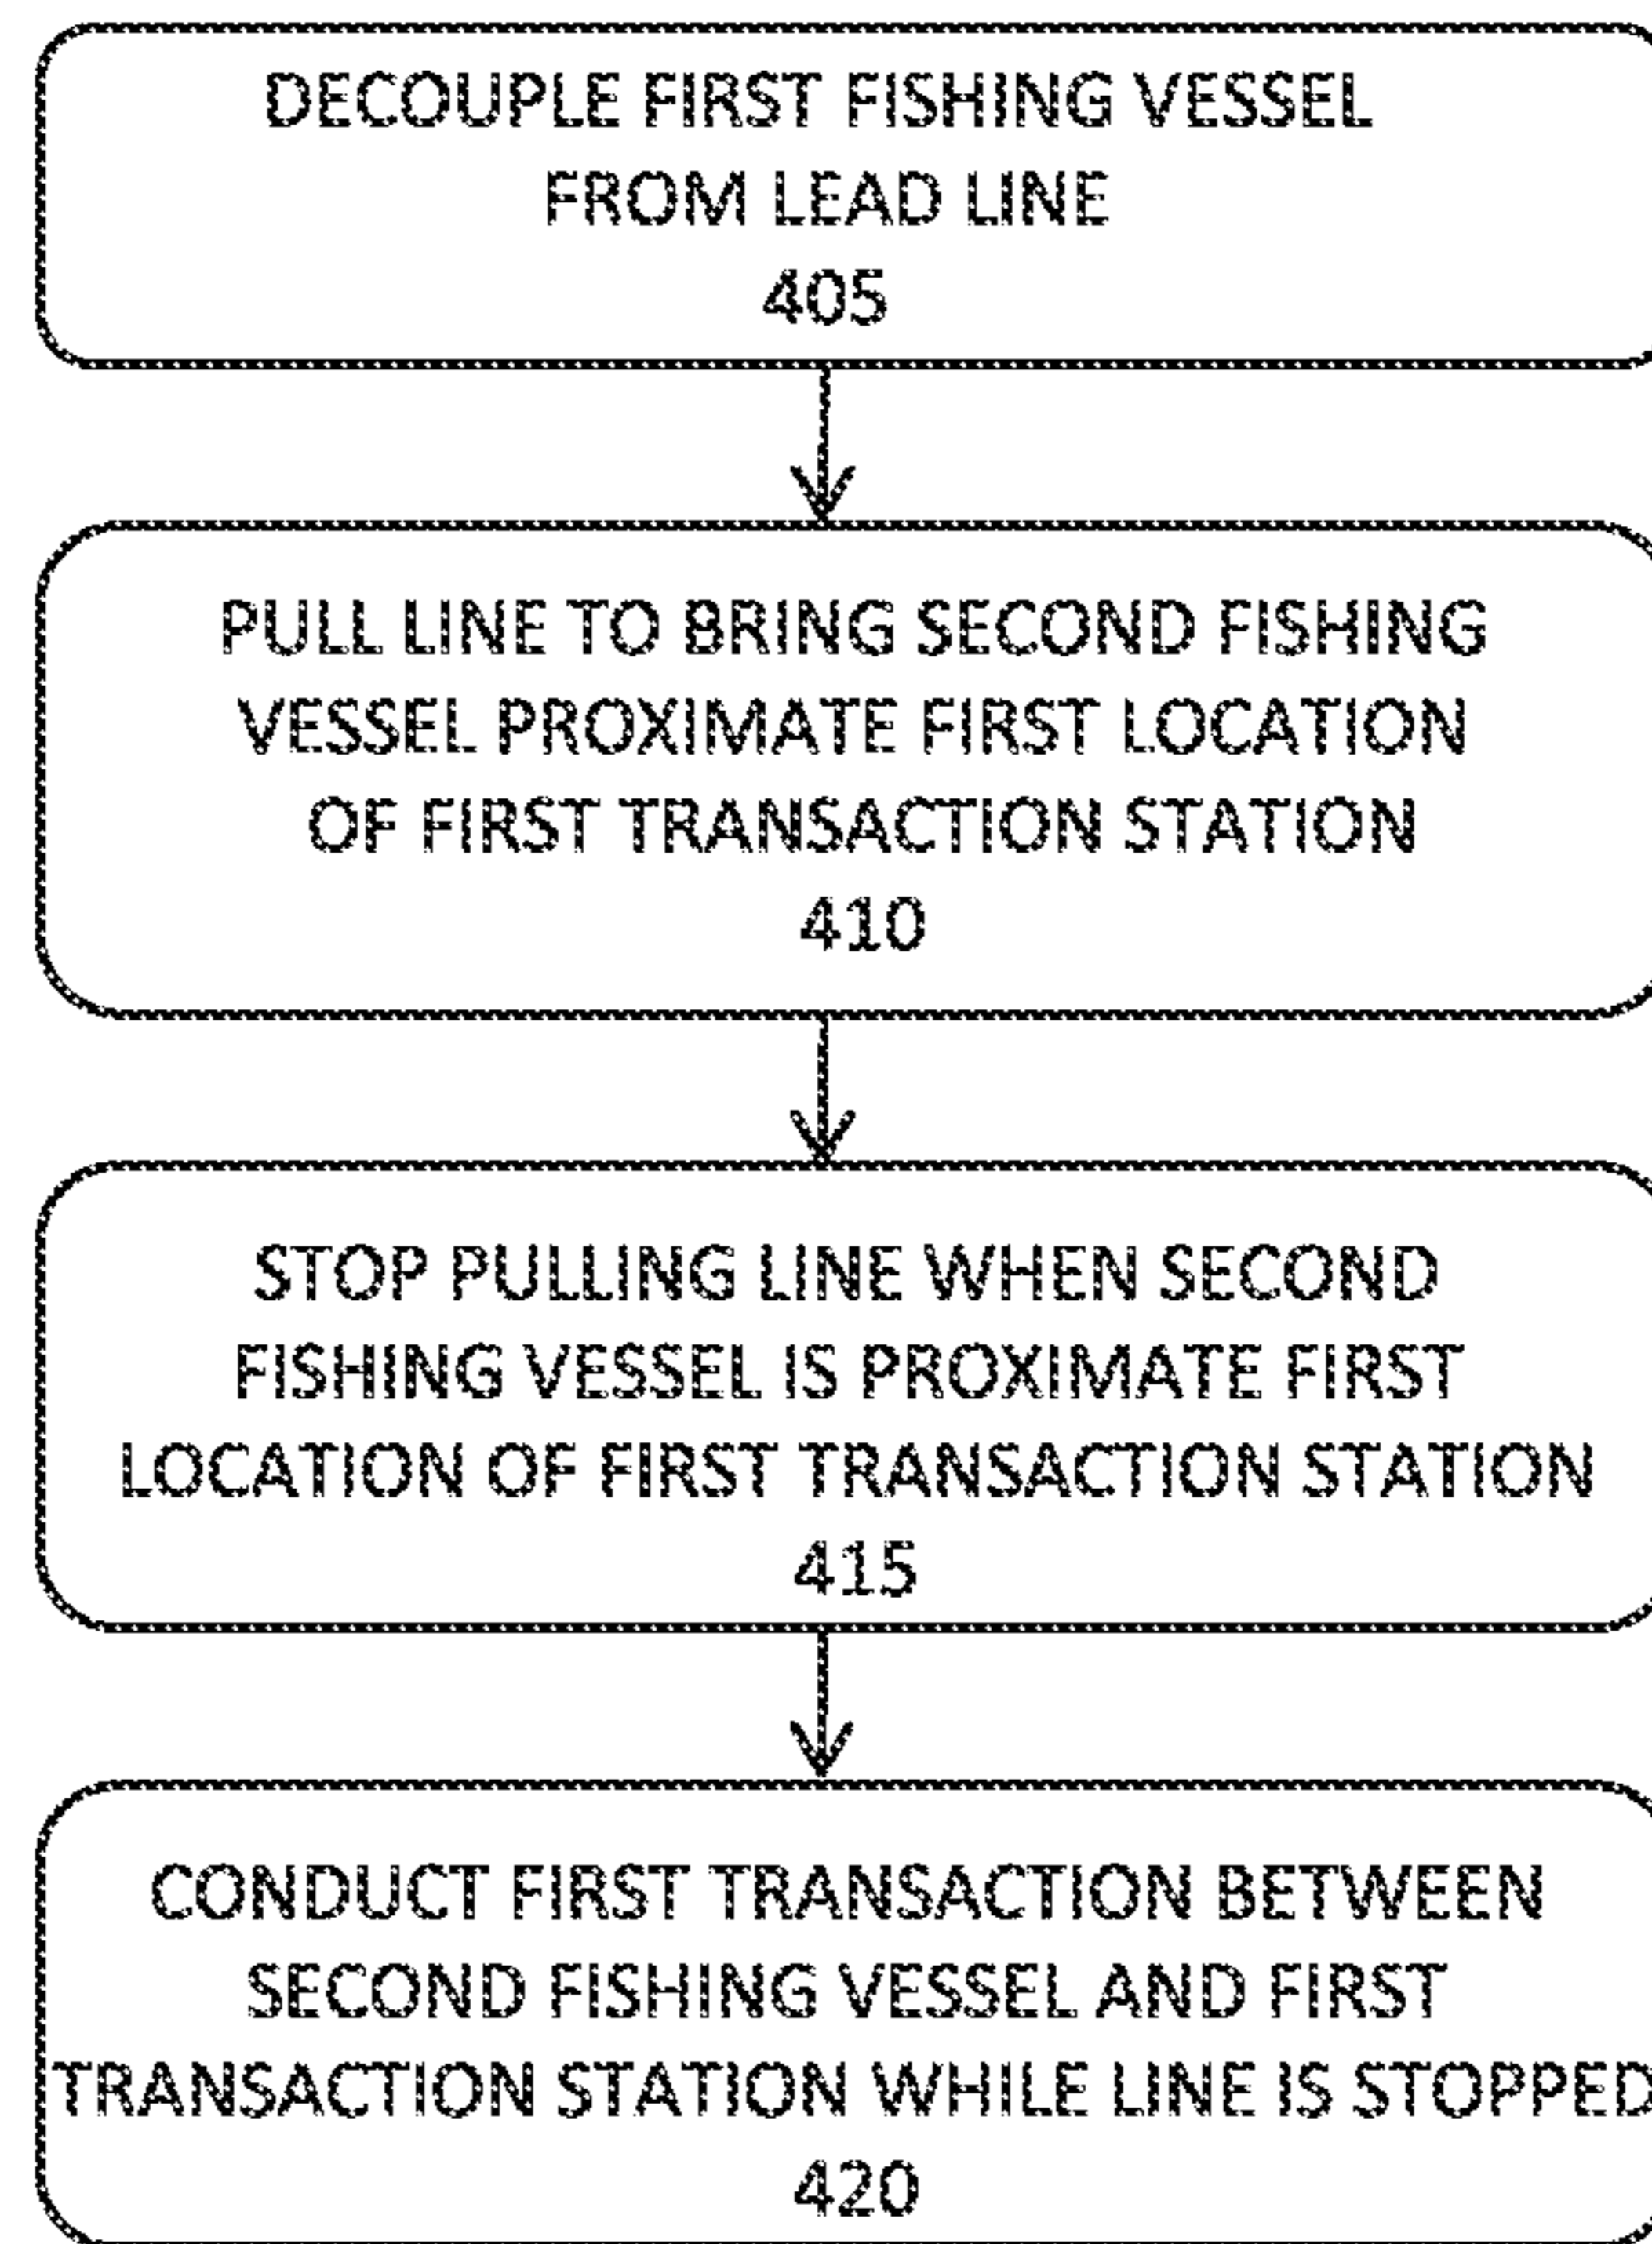 DECOUPLE FIRST FISHING VESSEL
FROM LEAD LINE
405
PULL LINE TO BRING SECOND FISHING
VESSEL PROXIMATE FIRST LOCATION
OF FIRST TRANSACTION STATION
410
STOP PULLING LINE WHEN SECOND
FISHING VESSEL IS PROXIMATE FIRST
LOCATION OF FIRST TRANSACTION STATION
415
CONDUCT FIRST TRANSACTION BETWEEN
SECOND FISHING VESSEL AND FIRST
TRANSACTION STATION WHILE LINE IS STOPPED
420